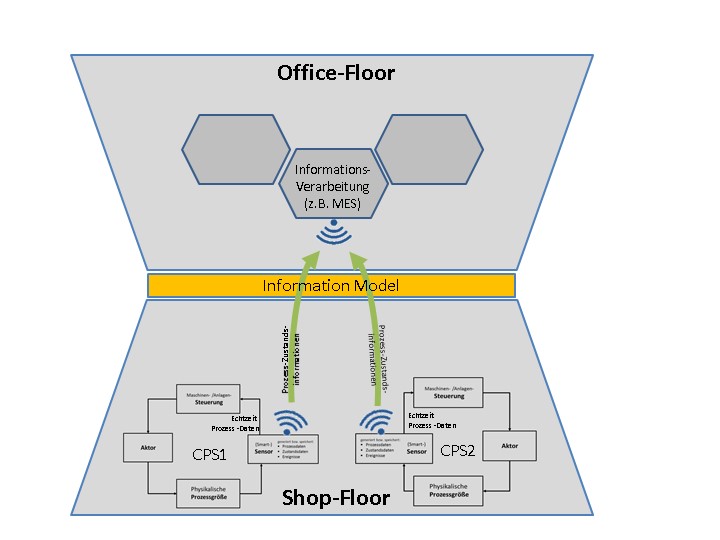 Office-Floor
Informations-
Verarbeitung
(z.B. MES)
Information Model
Prozess-Zustands-
informationen
Prozess-Zustands-
Informationen
Maschinen- /Anlagen-
Steuerung
Echtzeit
Prozess -Daten
Aktor
CPS1
generiert bzw. speichert:
• Prozessdaten
• Zustandsdaten
• Ereignisse
(Smart-)
Sensor
Physikalische
Prozessgröße
Maschinen- /Anlagen-
Steuerung
Echtzeit
Prozess -Daten
generiert bzw. speichert:
• Prozessdaten
• Zustandsdaten
• Ereignisse
(Smart-)
Sensor
CPS2
Aktor
Physikalische
Prozessgröße
Shop-Floor